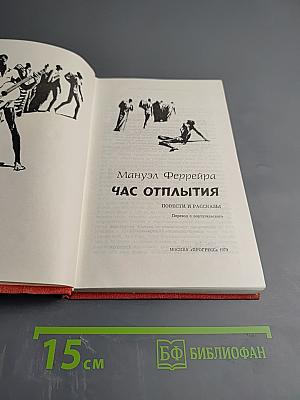 Мануэл Феррейра
ЧАС ОТПЛЫТИЯ
ПОВЕСТИ И РАССКАЗЫ
Перевод с португальского
МОСКВА «ПРОГРЕСС» 1979
15 см
БФ БИБЛИОФАН